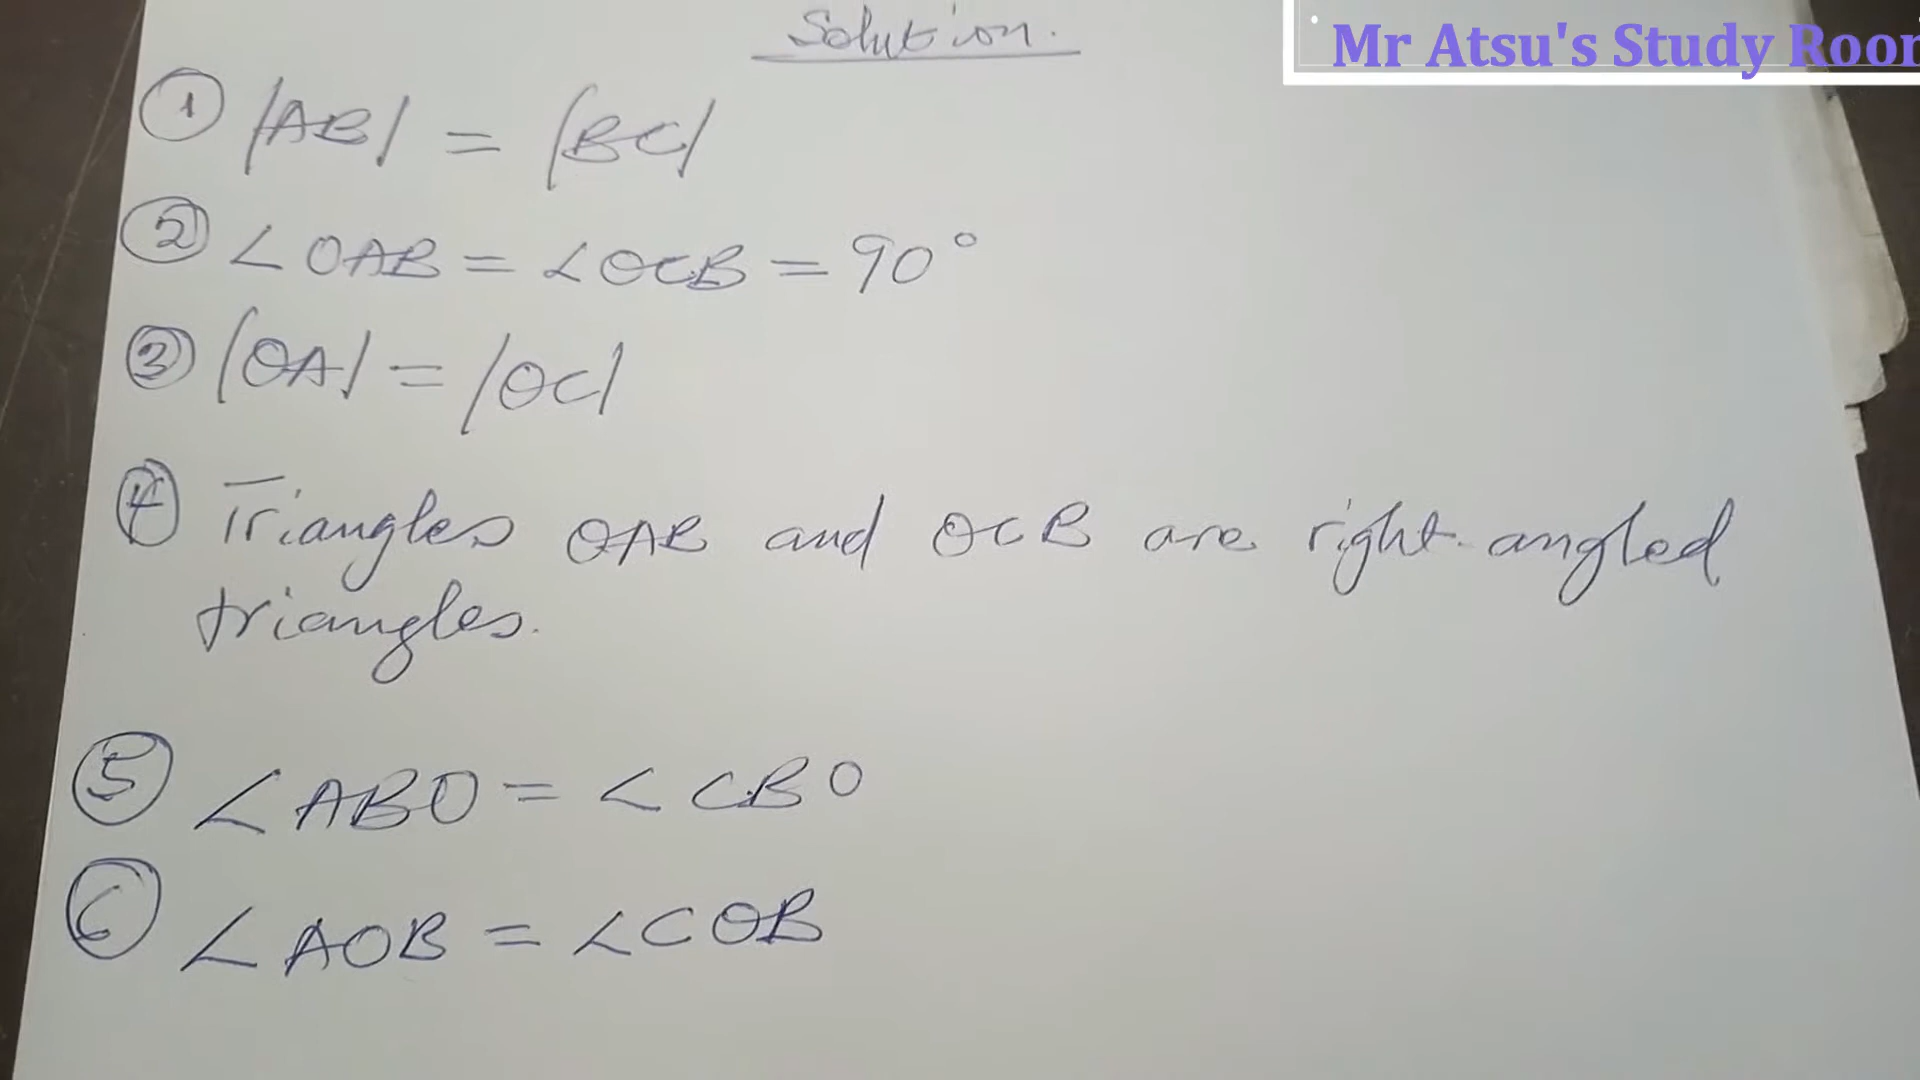 Solution.
Mr Atsu's Study Room
① |AB| = |BC|
② ∠OAB = ∠OCB = 90°
③ |OA| = |OC|
④ Triangles OAB and OCB are right-angled
triangles.
⑤ ∠ABO = ∠CBO
⑥ ∠AOB = ∠COB